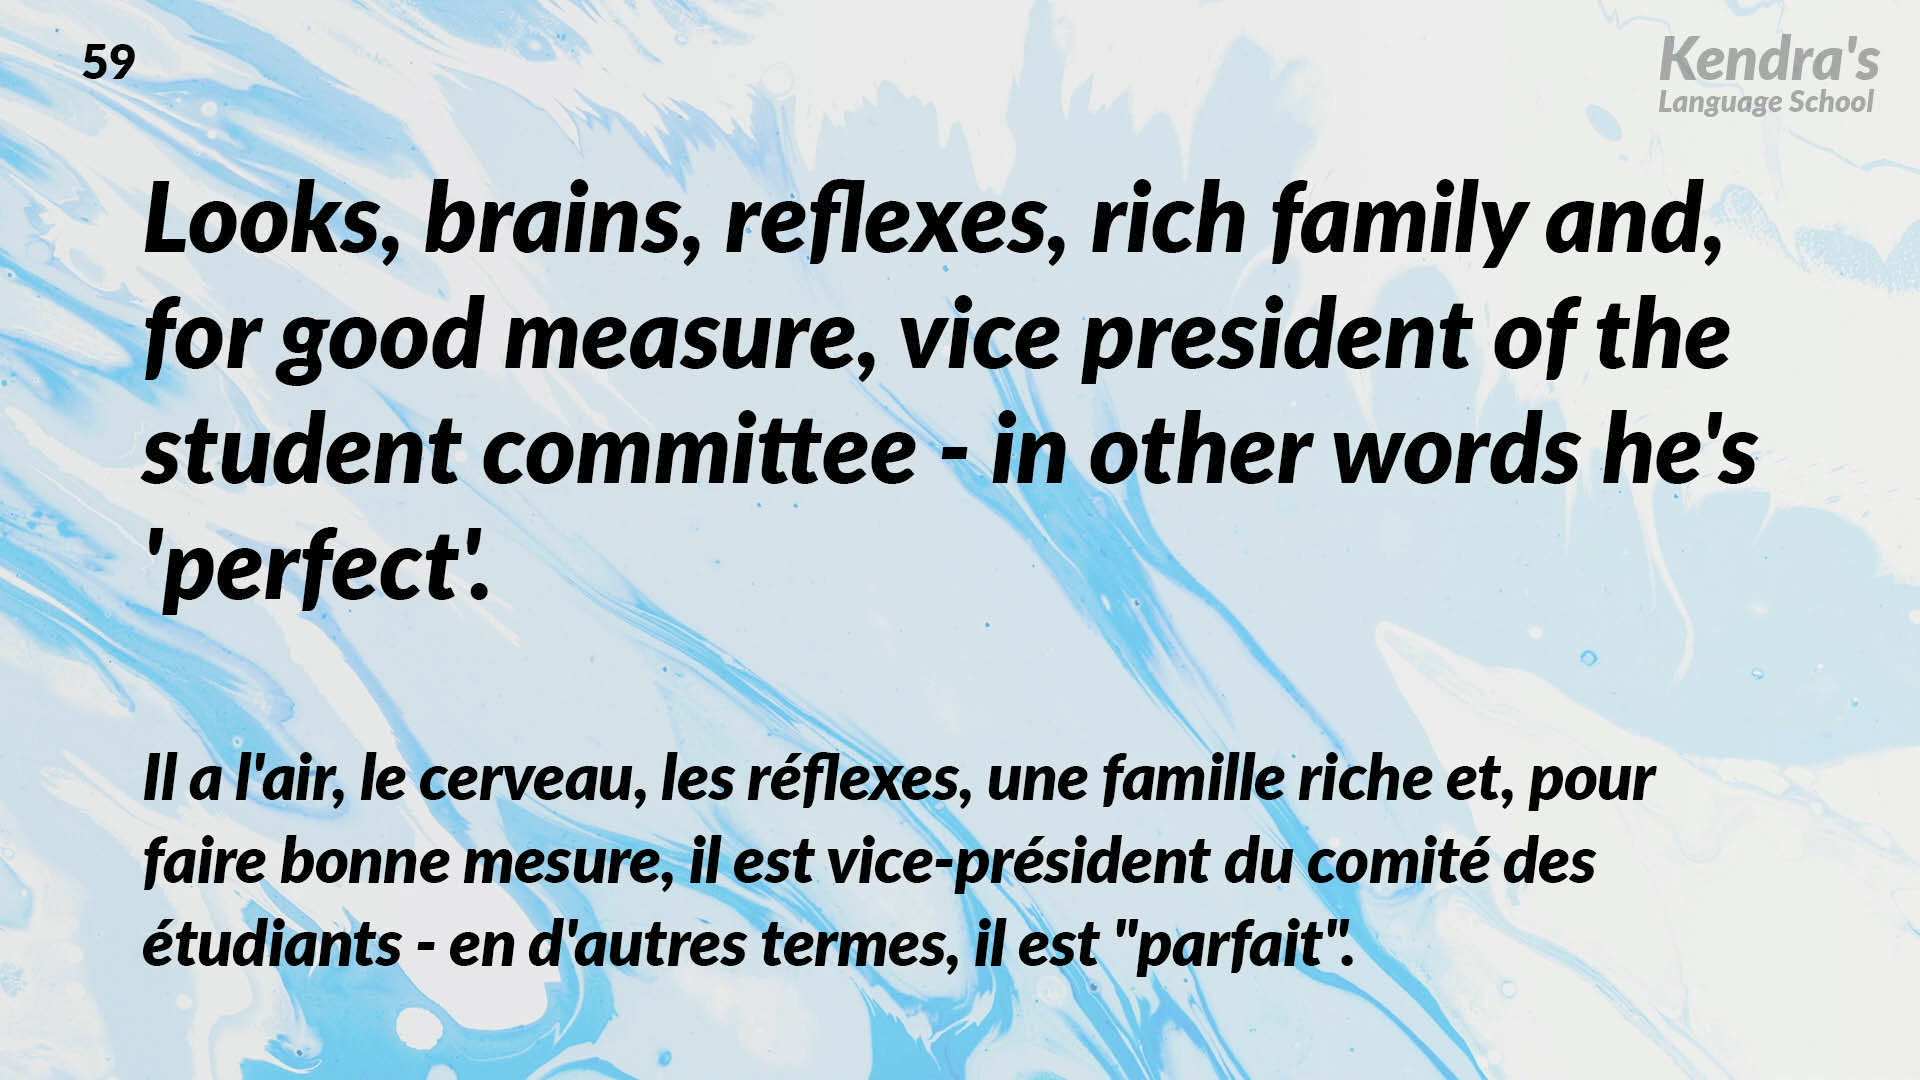 59
Kendra's
Language School
Looks, brains, reflexes, rich family and,
for good measure, vice president of the
student committee - in other words he's
'perfect'.
Il a l'air, le cerveau, les réflexes, une famille riche et, pour
faire bonne mesure, il est vice-président du comité des
étudiants - en d'autres termes, il est "parfait".